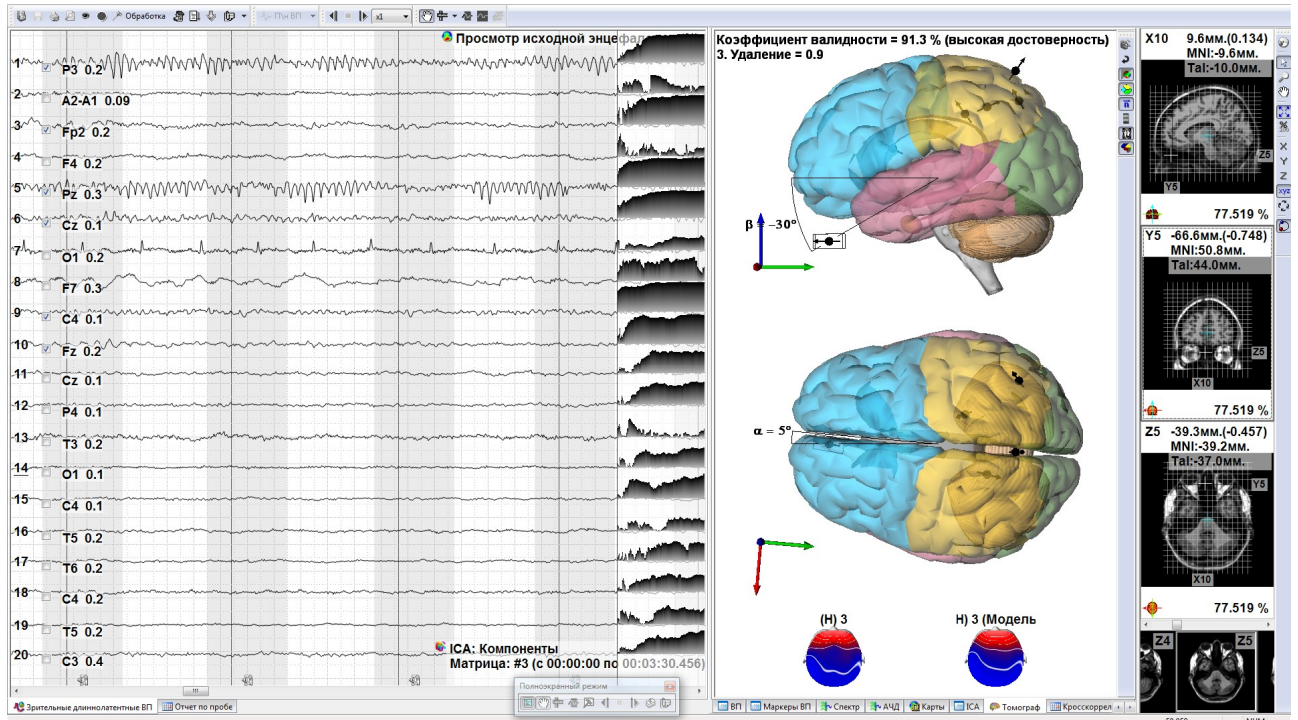 Обработка
x1
Просмотр исходной энцефал
1
P3 0.2
2
A2-A1 0.09
3
Fp2 0.2
4
F4 0.2
5
Pz 0.3
6
Cz 0.1
7
O1 0.2
8
F7 0.3
9
C4 0.1
10
Fz 0.2
11
Cz 0.1
12
P4 0.1
13
T3 0.2
14
O1 0.1
15
C4 0.1
16
T5 0.2
17
T6 0.2
18
C4 0.2
19
T5 0.2
20
C3 0.4
ICA: Компоненты
Матрица: #3 (с 00:00:00 по 00:03:30.456)
Полноэкранный режим
Зрительные длиннолатентные ВП
Отчет по пробе
Коэффициент валидности = 91.3 % (высокая достоверность)
3. Удаление = 0.9
β = -30°
α = 5°
(H) 3
H) 3 (Модель
ВП
Маркеры ВП
Спектр
АЧД
Карты
ICA
Томограф
Кросскоррел
X10 9.6мм.(0.134)
MNI:-9.6мм.
Tal:-10.0мм.
Z5
Y5
77.519 %
Y5 -66.6мм.(-0.748)
MNI:50.8мм.
Tal:44.0мм.
Z5
X10
77.519 %
Z5 -39.3мм.(-0.457)
MNI:-39.2мм.
Tal:-37.0мм.
Y5
X10
77.519 %
Z4
Z5
X
Y
Z
xyz